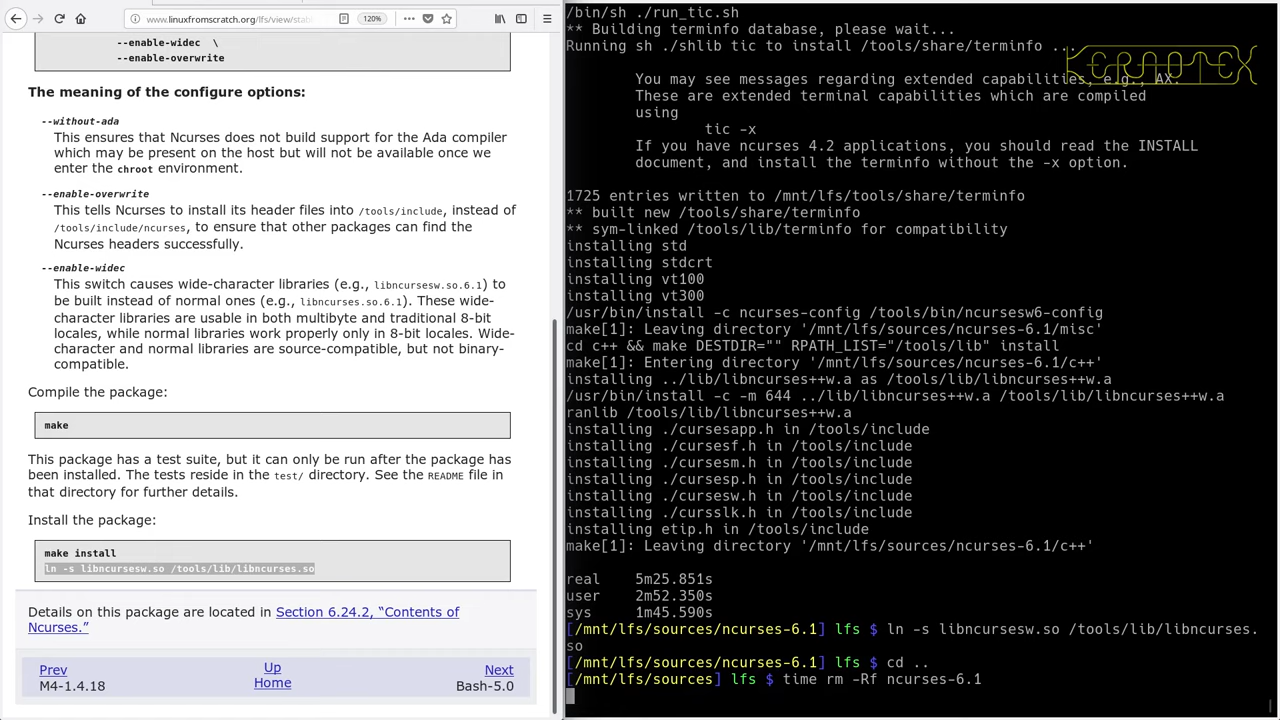 www.linuxfromscratch.org/lfs/view/stab
120%
--enable-widec  \
--enable-overwrite
The meaning of the configure options:
--without-ada
This ensures that Ncurses does not build support for the Ada compiler
which may be present on the host but will not be available once we
enter the chroot environment.
--enable-overwrite
This tells Ncurses to install its header files into /tools/include, instead of
/tools/include/ncurses, to ensure that other packages can find the
Ncurses headers successfully.
--enable-widec
This switch causes wide-character libraries (e.g., libncursesw.so.6.1) to
be built instead of normal ones (e.g., libncurses.so.6.1). These wide-
character libraries are usable in both multibyte and traditional 8-bit
locales, while normal libraries work properly only in 8-bit locales. Wide-
character and normal libraries are source-compatible, but not binary-
compatible.
Compile the package:
make
This package has a test suite, but it can only be run after the package has
been installed. The tests reside in the test/ directory. See the README file in
that directory for further details.
Install the package:
make install
ln -s libncursesw.so /tools/lib/libncurses.so
Details on this package are located in Section 6.24.2, “Contents of
Ncurses.”
Prev
Up
Next
M4-1.4.18
Home
Bash-5.0
/bin/sh ./run_tic.sh
** Building terminfo database, please wait...
Running sh ./shlib tic to install /tools/share/terminfo ...
You may see messages regarding extended capabilities, e.g., AX.
These are extended terminal capabilities which are compiled
using
tic -x
If you have ncurses 4.2 applications, you should read the INSTALL
document, and install the terminfo without the -x option.
1725 entries written to /mnt/lfs/tools/share/terminfo
** built new /tools/share/terminfo
** sym-linked /tools/lib/terminfo for compatibility
installing std
installing stdcrt
installing vt100
installing vt300
/usr/bin/install -c ncurses-config /tools/bin/ncursesw6-config
make[1]: Leaving directory '/mnt/lfs/sources/ncurses-6.1/misc'
cd c++ && make DESTDIR="" RPATH_LIST="/tools/lib" install
make[1]: Entering directory '/mnt/lfs/sources/ncurses-6.1/c++'
installing ../lib/libncurses++w.a as /tools/lib/libncurses++w.a
/usr/bin/install -c -m 644 ../lib/libncurses++w.a /tools/lib/libncurses++w.a
ranlib /tools/lib/libncurses++w.a
installing ./cursesapp.h in /tools/include
installing ./cursesf.h in /tools/include
installing ./cursesm.h in /tools/include
installing ./cursesp.h in /tools/include
installing ./cursesw.h in /tools/include
installing ./cursslk.h in /tools/include
installing etip.h in /tools/include
make[1]: Leaving directory '/mnt/lfs/sources/ncurses-6.1/c++'
real    5m25.851s
user    2m52.350s
sys     1m45.590s
[/mnt/lfs/sources/ncurses-6.1] lfs $ ln -s libncursesw.so /tools/lib/libncurses.
so
[/mnt/lfs/sources/ncurses-6.1] lfs $ cd ..
[/mnt/lfs/sources] lfs $ time rm -Rf ncurses-6.1